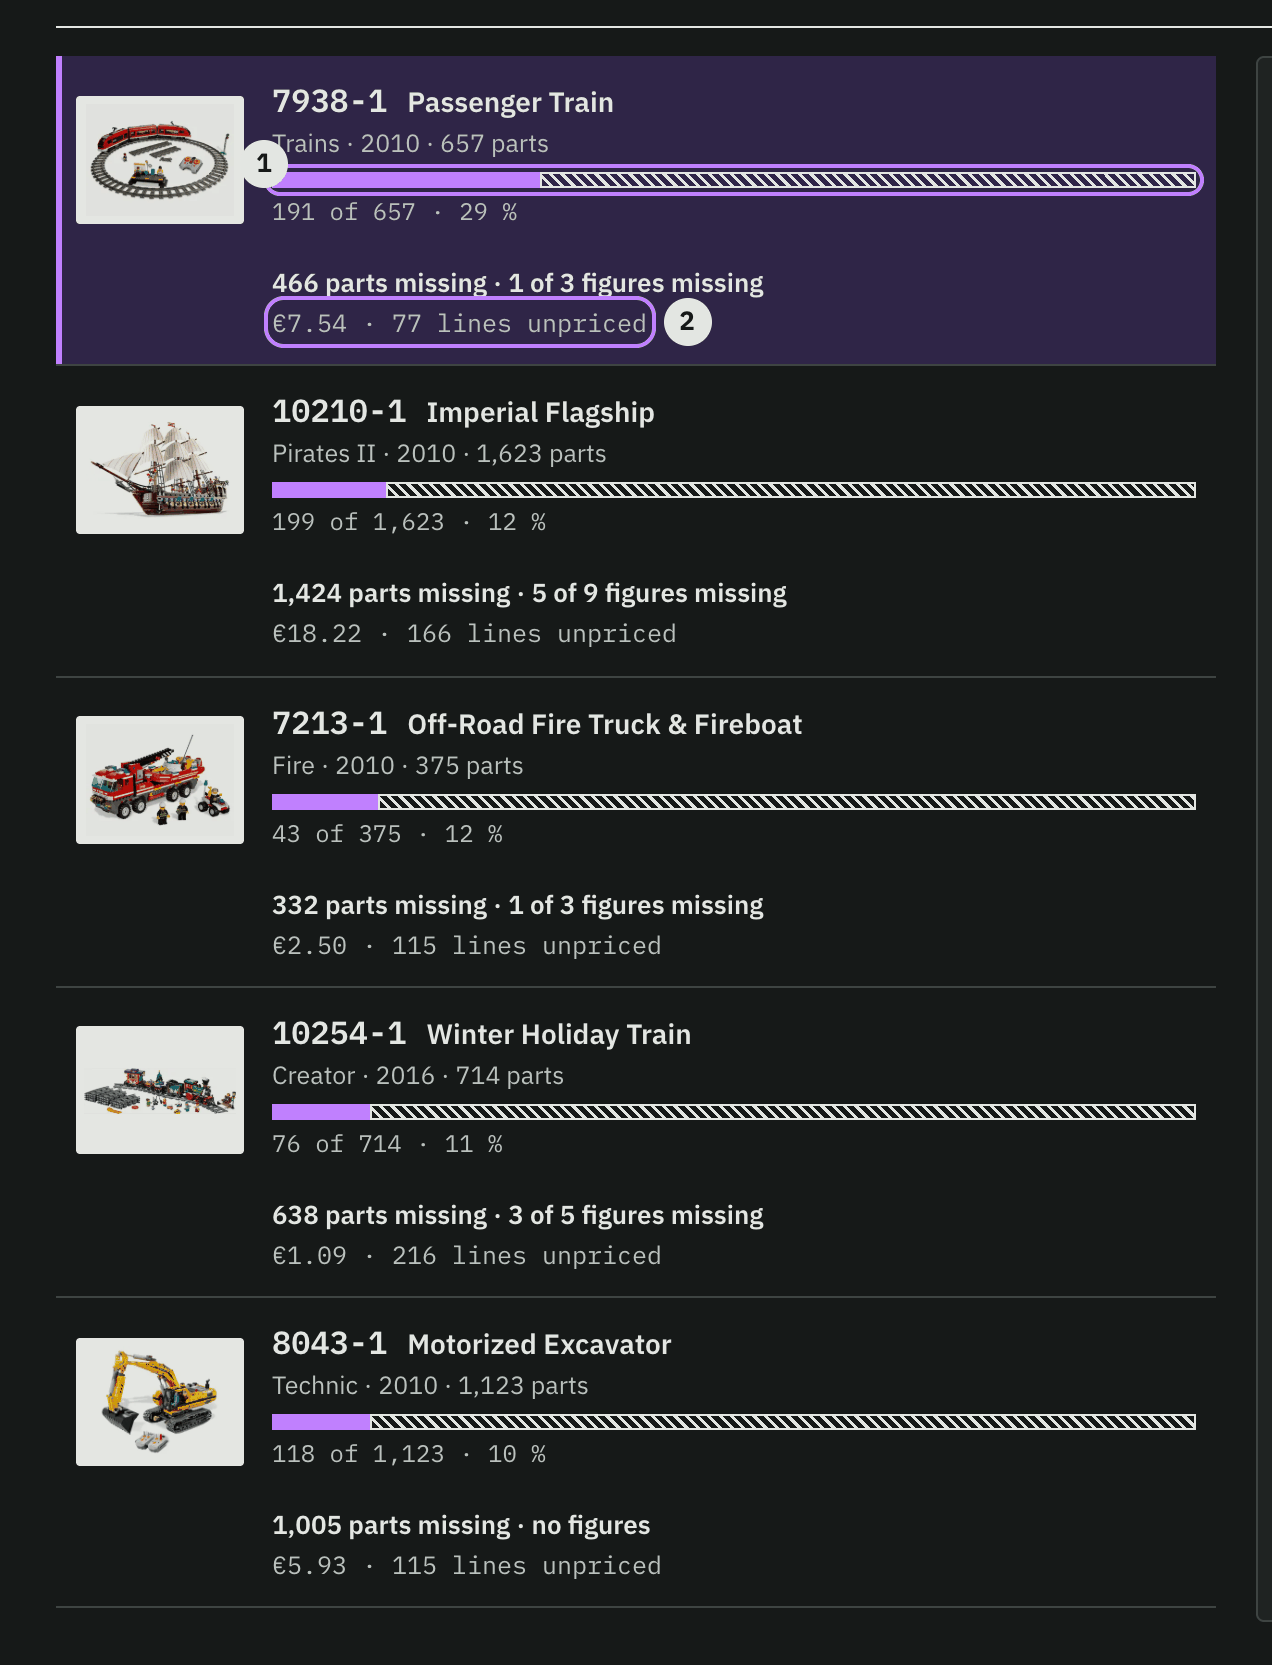 7938-1 Passenger Train
Trains · 2010 · 657 parts
1
191 of 657 · 29 %
466 parts missing · 1 of 3 figures missing
€7.54 · 77 lines unpriced
2
10210-1 Imperial Flagship
Pirates II · 2010 · 1,623 parts
199 of 1,623 · 12 %
1,424 parts missing · 5 of 9 figures missing
€18.22 · 166 lines unpriced
7213-1 Off-Road Fire Truck & Fireboat
Fire · 2010 · 375 parts
43 of 375 · 12 %
332 parts missing · 1 of 3 figures missing
€2.50 · 115 lines unpriced
10254-1 Winter Holiday Train
Creator · 2016 · 714 parts
76 of 714 · 11 %
638 parts missing · 3 of 5 figures missing
€1.09 · 216 lines unpriced
8043-1 Motorized Excavator
Technic · 2010 · 1,123 parts
118 of 1,123 · 10 %
1,005 parts missing · no figures
€5.93 · 115 lines unpriced